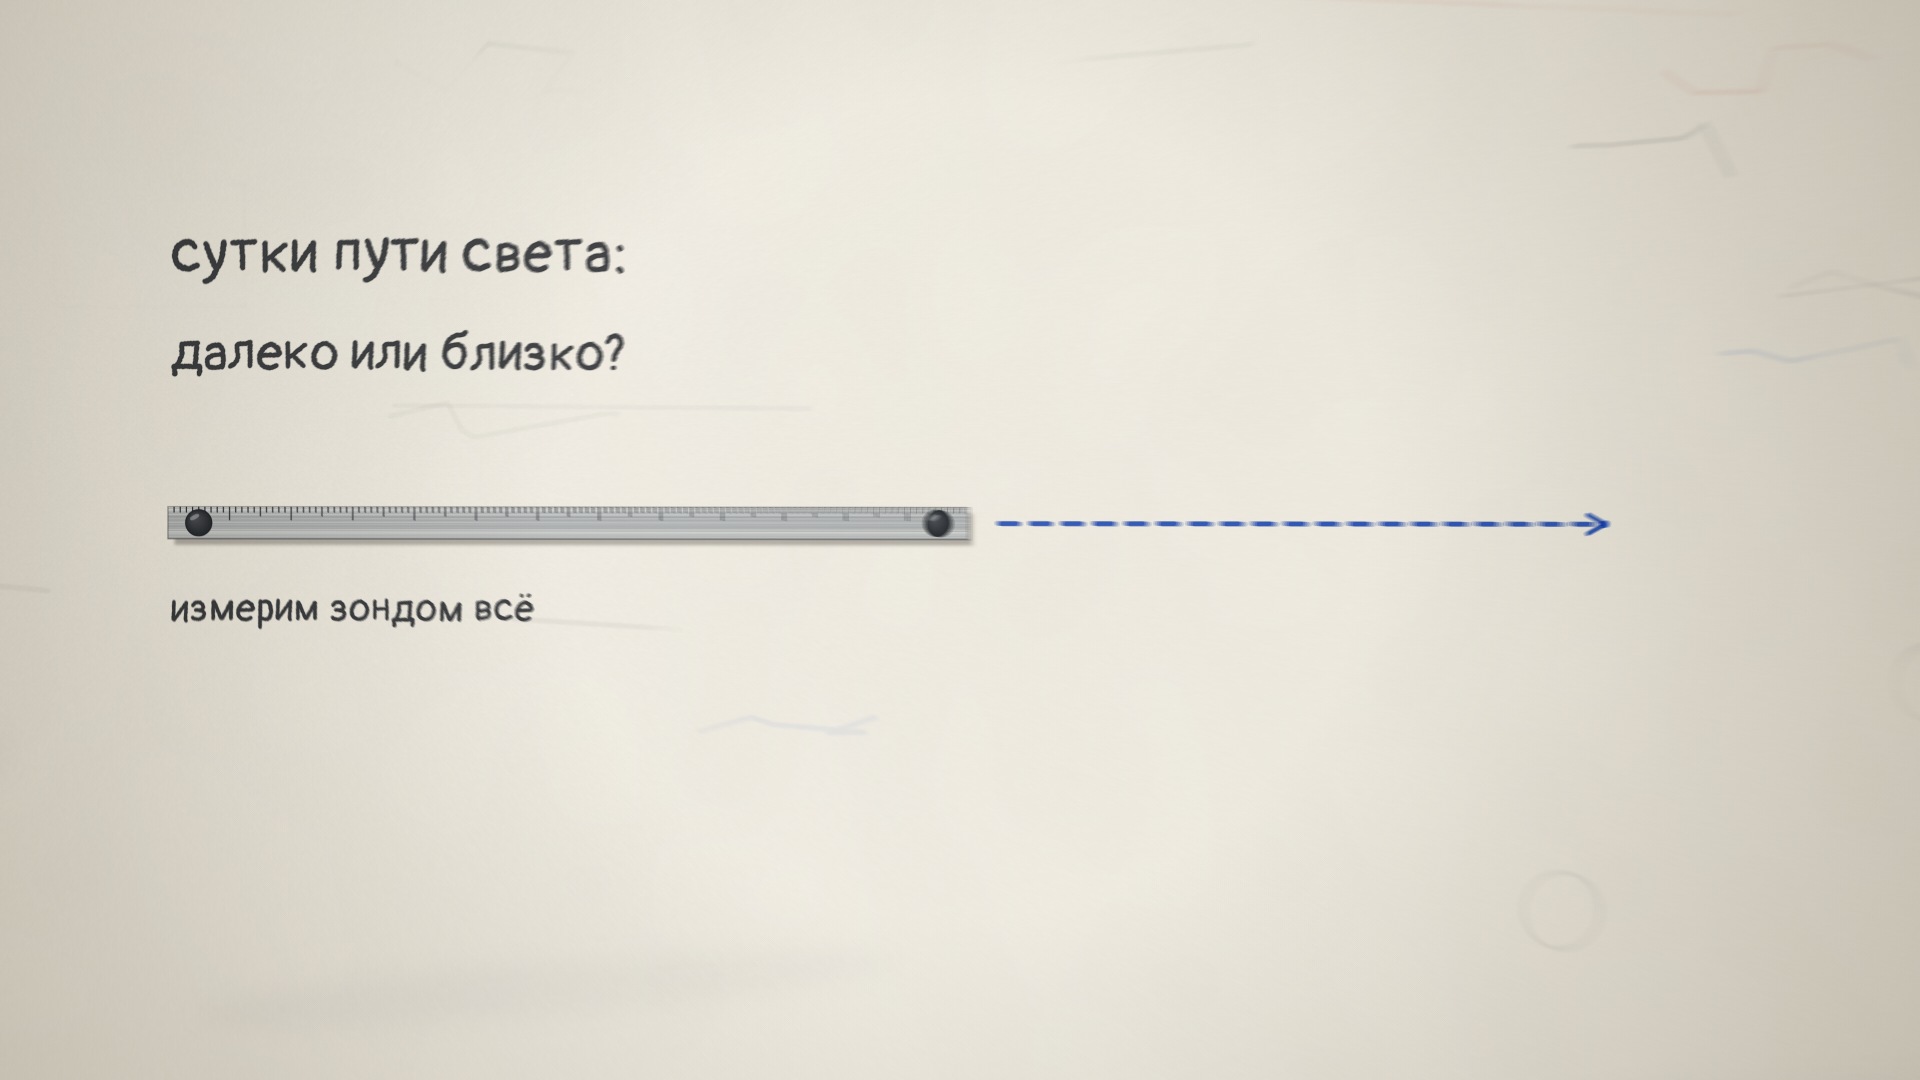 сутки пути света:
далеко или близко?
измерим зондом всё